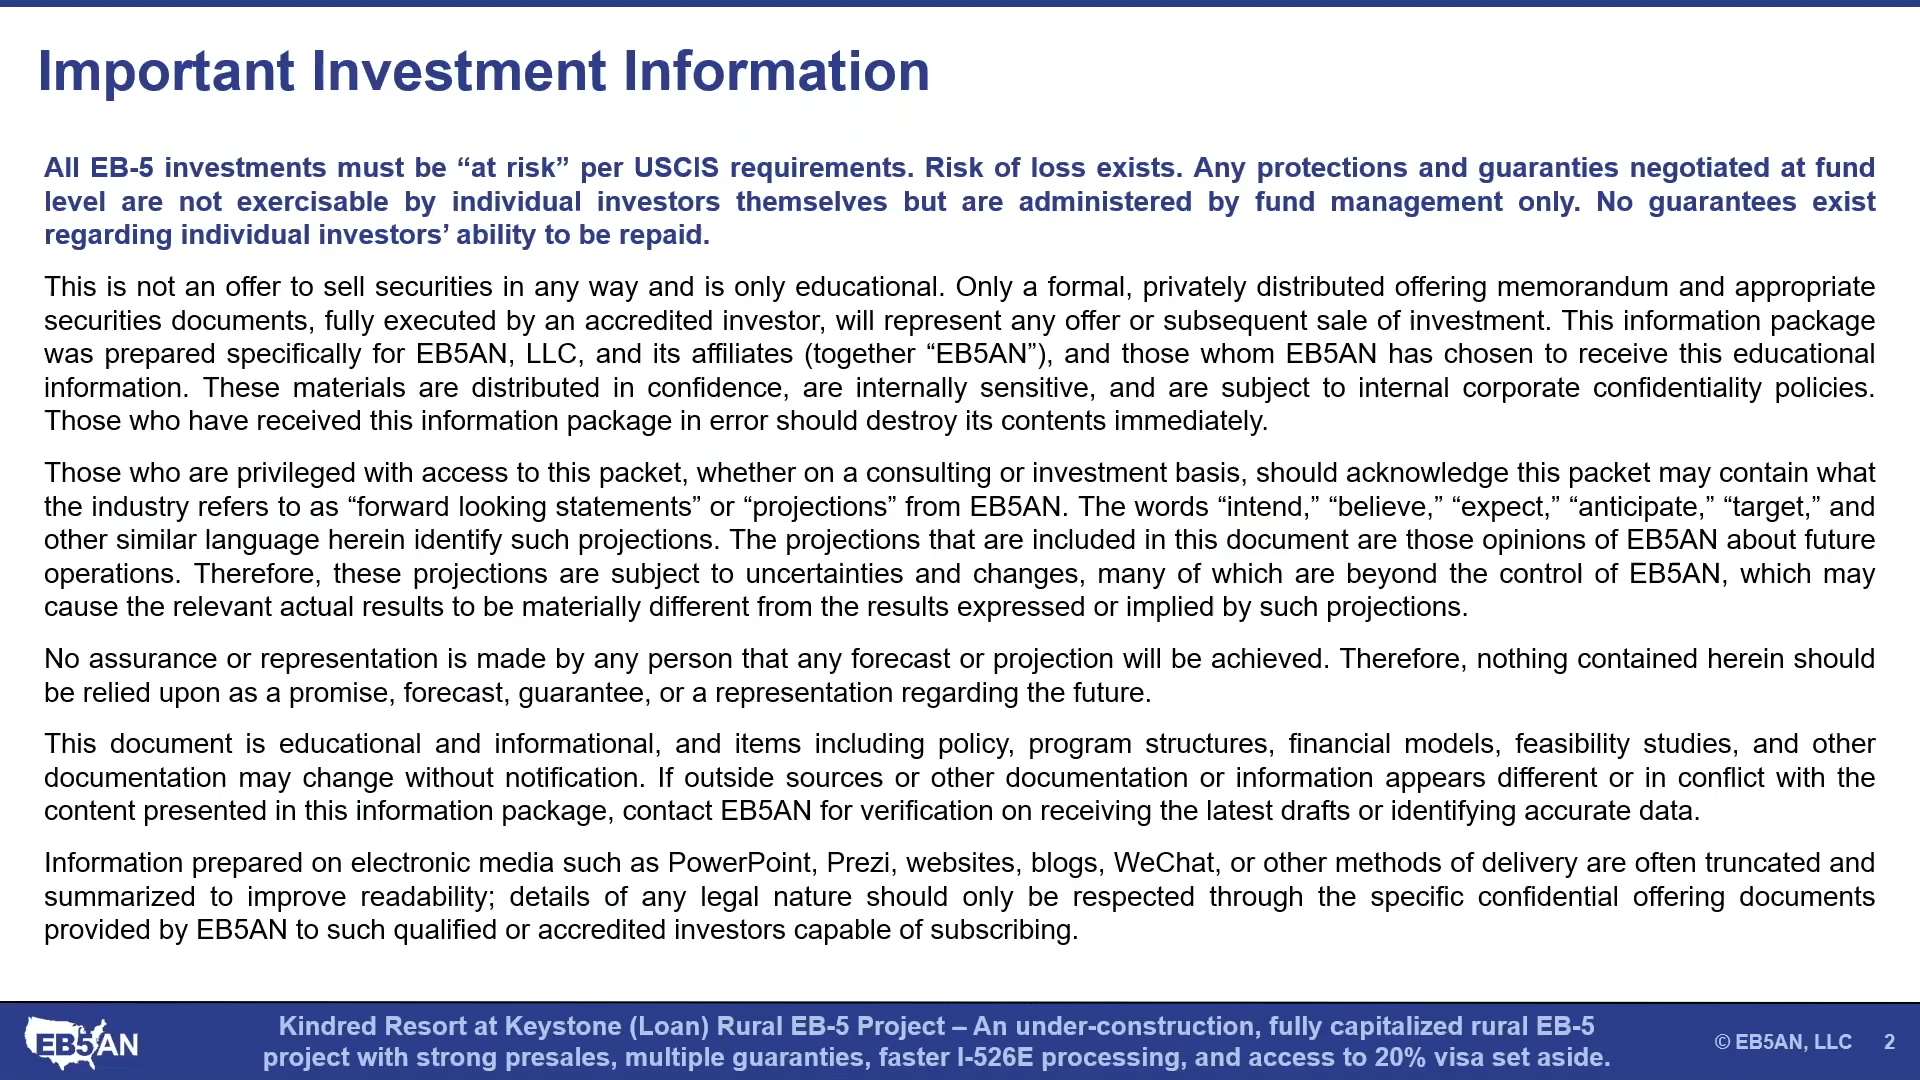 Important Investment Information
All EB-5 investments must be “at risk” per USCIS requirements. Risk of loss exists. Any protections and guaranties negotiated at fund
level are not exercisable by individual investors themselves but are administered by fund management only. No guarantees exist
regarding individual investors’ ability to be repaid.
This is not an offer to sell securities in any way and is only educational. Only a formal, privately distributed offering memorandum and appropriate
securities documents, fully executed by an accredited investor, will represent any offer or subsequent sale of investment. This information package
was prepared specifically for EB5AN, LLC, and its affiliates (together “EB5AN”), and those whom EB5AN has chosen to receive this educational
information. These materials are distributed in confidence, are internally sensitive, and are subject to internal corporate confidentiality policies.
Those who have received this information package in error should destroy its contents immediately.
Those who are privileged with access to this packet, whether on a consulting or investment basis, should acknowledge this packet may contain what
the industry refers to as “forward looking statements” or “projections” from EB5AN. The words “intend,” “believe,” “expect,” “anticipate,” “target,” and
other similar language herein identify such projections. The projections that are included in this document are those opinions of EB5AN about future
operations. Therefore, these projections are subject to uncertainties and changes, many of which are beyond the control of EB5AN, which may
cause the relevant actual results to be materially different from the results expressed or implied by such projections.
No assurance or representation is made by any person that any forecast or projection will be achieved. Therefore, nothing contained herein should
be relied upon as a promise, forecast, guarantee, or a representation regarding the future.
This document is educational and informational, and items including policy, program structures, financial models, feasibility studies, and other
documentation may change without notification. If outside sources or other documentation or information appears different or in conflict with the
content presented in this information package, contact EB5AN for verification on receiving the latest drafts or identifying accurate data.
Information prepared on electronic media such as PowerPoint, Prezi, websites, blogs, WeChat, or other methods of delivery are often truncated and
summarized to improve readability; details of any legal nature should only be respected through the specific confidential offering documents
provided by EB5AN to such qualified or accredited investors capable of subscribing.
EB5AN
Kindred Resort at Keystone (Loan) Rural EB-5 Project – An under-construction, fully capitalized rural EB-5
project with strong presales, multiple guaranties, faster I-526E processing, and access to 20% visa set aside.
© EB5AN, LLC 2